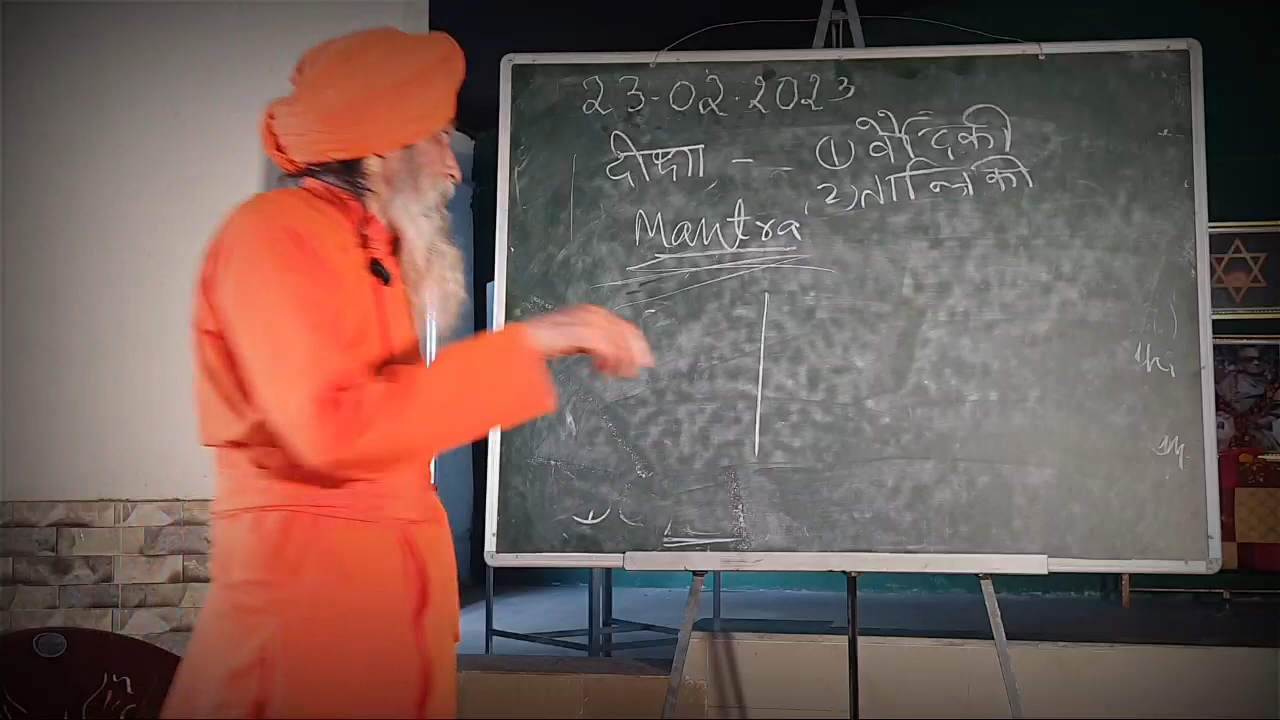 23-02-2023
दीक्षा - - (1) वैदिकी
(2) तान्त्रिकी
Mantra